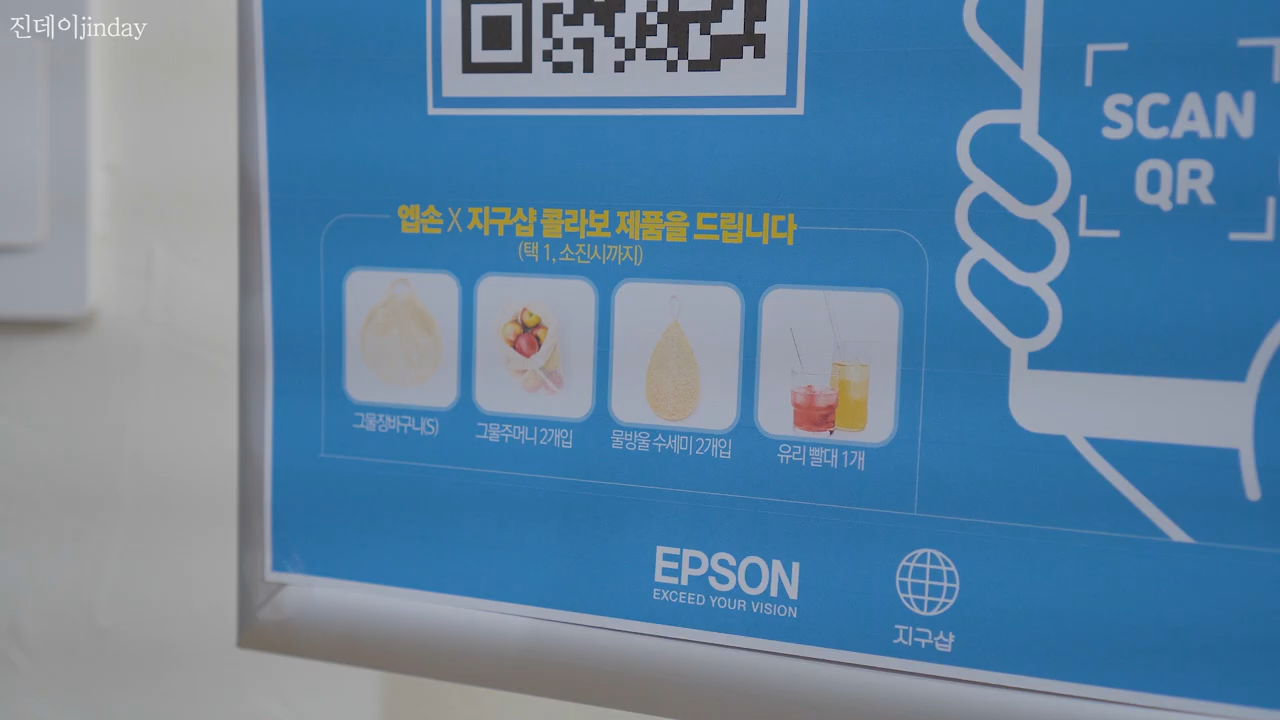 진데이jinday
SCAN
QR
엡손 X 지구샵 콜라보 제품을 드립니다
(택 1, 소진시까지)
그물장바구니(S)
그물주머니 2개입
물방울 수세미 2개입
유리 빨대 1개
EPSON
EXCEED YOUR VISION
지구샵